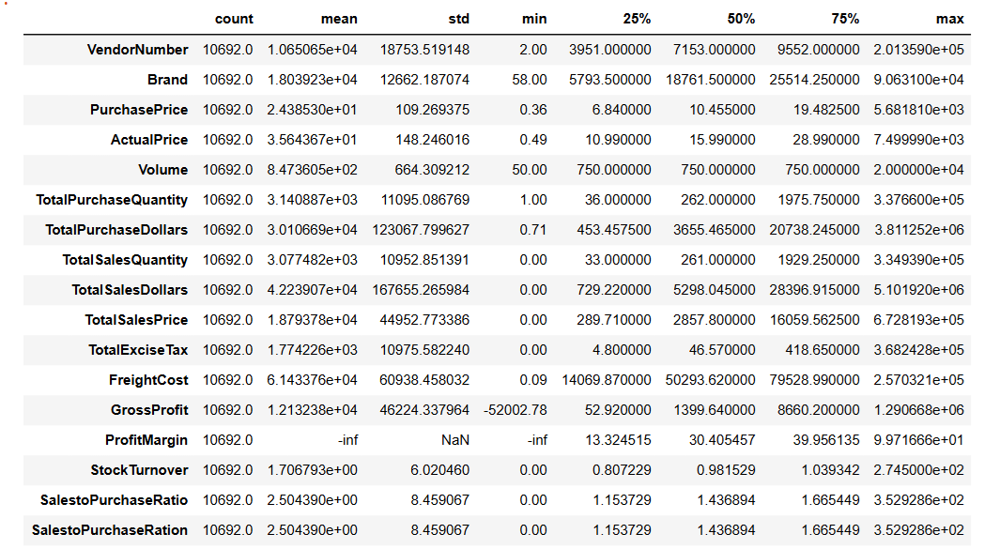 count mean std min 25% 50% 75% max
VendorNumber 10692.0 1.065065e+04 18753.519148 2.00 3951.000000 7153.000000 9552.000000 2.013590e+05
Brand 10692.0 1.803923e+04 12662.187074 58.00 5793.500000 18761.500000 25514.250000 9.063100e+04
PurchasePrice 10692.0 2.438530e+01 109.269375 0.36 6.840000 10.455000 19.482500 5.681810e+03
ActualPrice 10692.0 3.564367e+01 148.246016 0.49 10.990000 15.990000 28.990000 7.499990e+03
Volume 10692.0 8.473605e+02 664.309212 50.00 750.000000 750.000000 750.000000 2.000000e+04
TotalPurchaseQuantity 10692.0 3.140887e+03 11095.086769 1.00 36.000000 262.000000 1975.750000 3.376600e+05
TotalPurchaseDollars 10692.0 3.010669e+04 123067.799627 0.71 453.457500 3655.465000 20738.245000 3.811252e+06
TotalSalesQuantity 10692.0 3.077482e+03 10952.851391 0.00 33.000000 261.000000 1929.250000 3.349390e+05
TotalSalesDollars 10692.0 4.223907e+04 167655.265984 0.00 729.220000 5298.045000 28396.915000 5.101920e+06
TotalSalesPrice 10692.0 1.879378e+04 44952.773386 0.00 289.710000 2857.800000 16059.562500 6.728193e+05
TotalExciseTax 10692.0 1.774226e+03 10975.582240 0.00 4.800000 46.570000 418.650000 3.682428e+05
FreightCost 10692.0 6.143376e+04 60938.458032 0.09 14069.870000 50293.620000 79528.990000 2.570321e+05
GrossProfit 10692.0 1.213238e+04 46224.337964 -52002.78 52.920000 1399.640000 8660.200000 1.290668e+06
ProfitMargin 10692.0 -inf NaN -inf 13.324515 30.405457 39.956135 9.971666e+01
StockTurnover 10692.0 1.706793e+00 6.020460 0.00 0.807229 0.981529 1.039342 2.745000e+02
SalestoPurchaseRatio 10692.0 2.504390e+00 8.459067 0.00 1.153729 1.436894 1.665449 3.529286e+02
SalestoPurchaseRation 10692.0 2.504390e+00 8.459067 0.00 1.153729 1.436894 1.665449 3.529286e+02